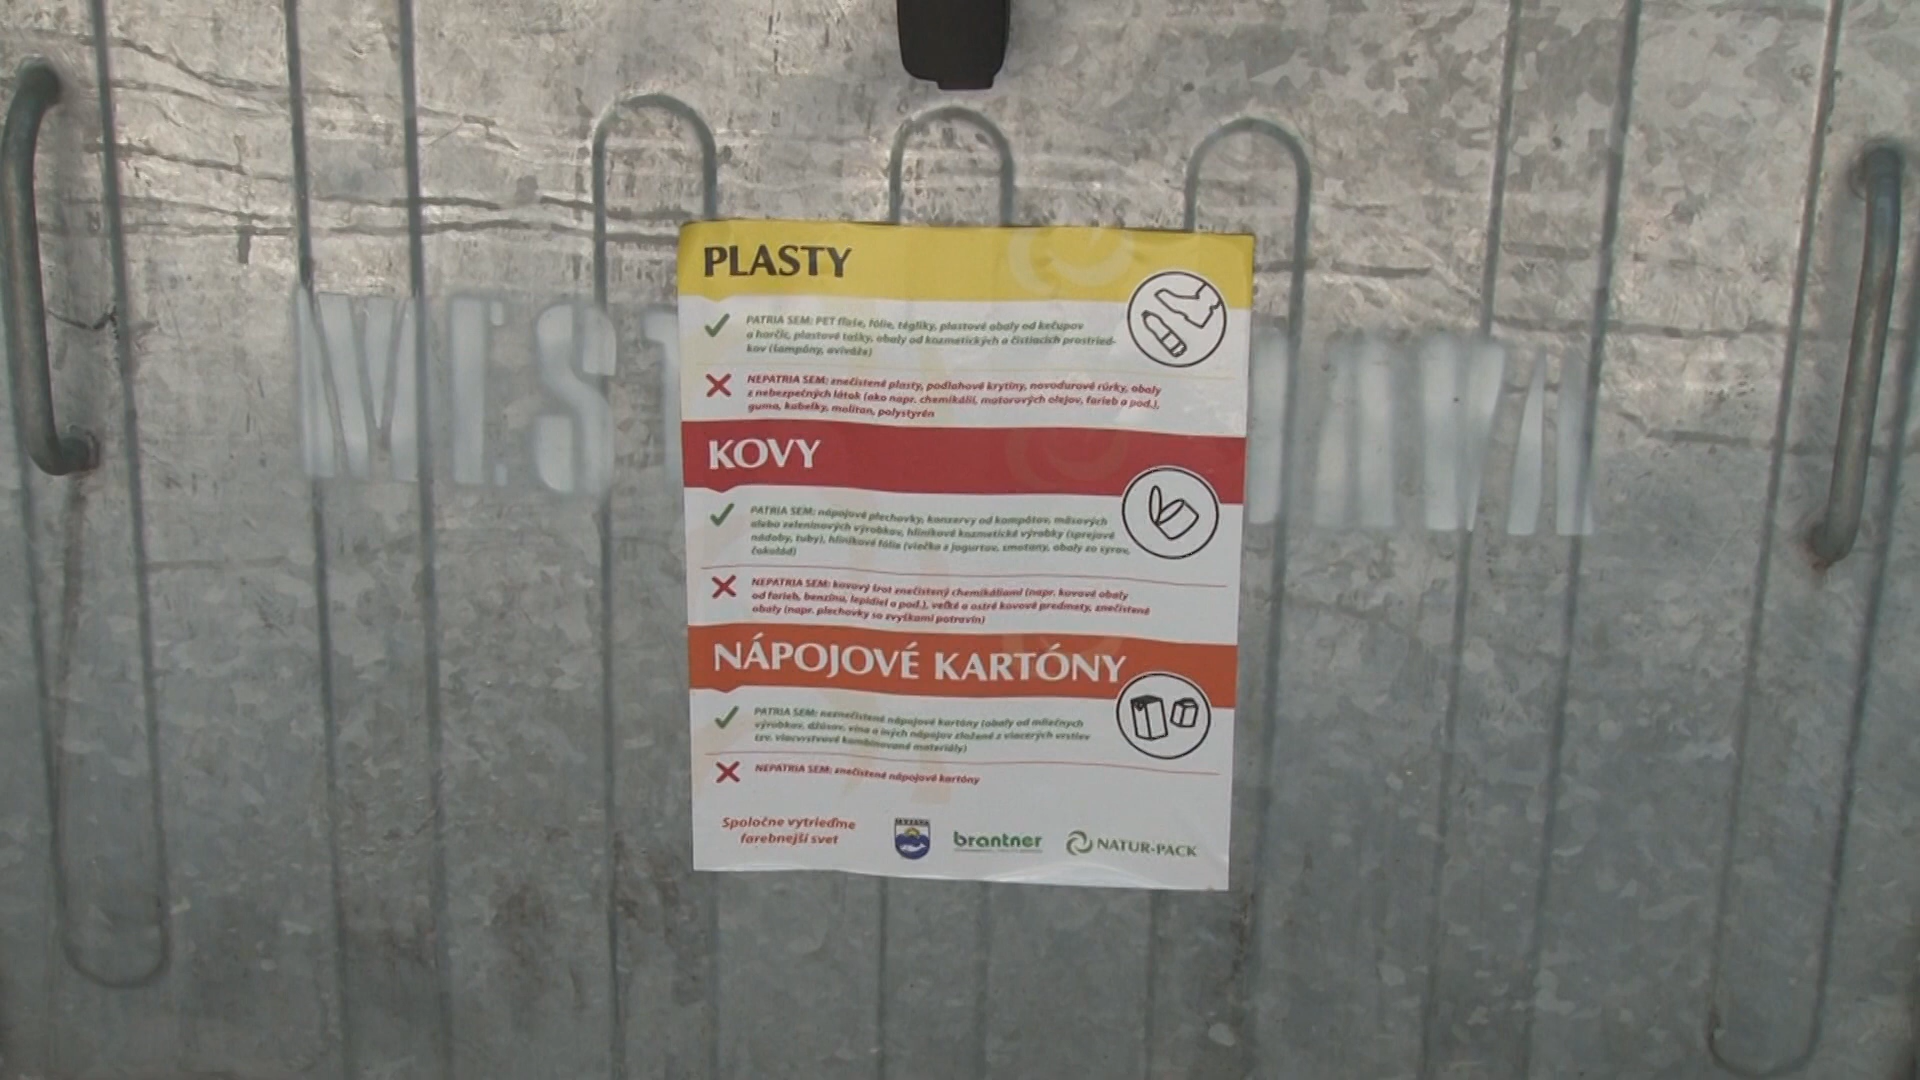 PLASTY
PATRIA SEM: PET fľaše, fólie, tégliky, plastové obaly od kečupov
a horčíc, plastové tašky, obaly od kozmetických a čistiacich prostried-
kov (šampóny, aviváže)
NEPATRIA SEM: znečistené plasty, podlahové krytiny, novodurové rúrky, obaly
z nebezpečných látok (ako napr. chemikálií, motorových olejov, farieb a pod.),
guma, kabelky, molitan, polystyrén
KOVY
PATRIA SEM: nápojové plechovky, konzervy od kompótov, mäsových
alebo zeleninových výrobkov, hliníkové kozmetické výrobky (sprejové
nádoby, tuby), hliníkové fólie (viečka z jogurtov, smotany, obaly zo syrov,
čokolád)
NEPATRIA SEM: kovový šrot znečistený chemikáliami (napr. kovové obaly
od farieb, benzínu, lepidiel a pod.), veľké a ostré kovové predmety, znečistené
obaly (napr. plechovky so zvyškami potravín)
NÁPOJOVÉ KARTÓNY
PATRIA SEM: neznečistené nápojové kartóny (obaly od mliečnych
výrobkov, džúsov, vína a iných nápojov zložené z viacerých vrstiev
tzv. viacvrstvové kombinované materiály)
NEPATRIA SEM: znečistené nápojové kartóny
Spoločne vytrieďme
farebnejší svet
brantner
NATUR-PACK